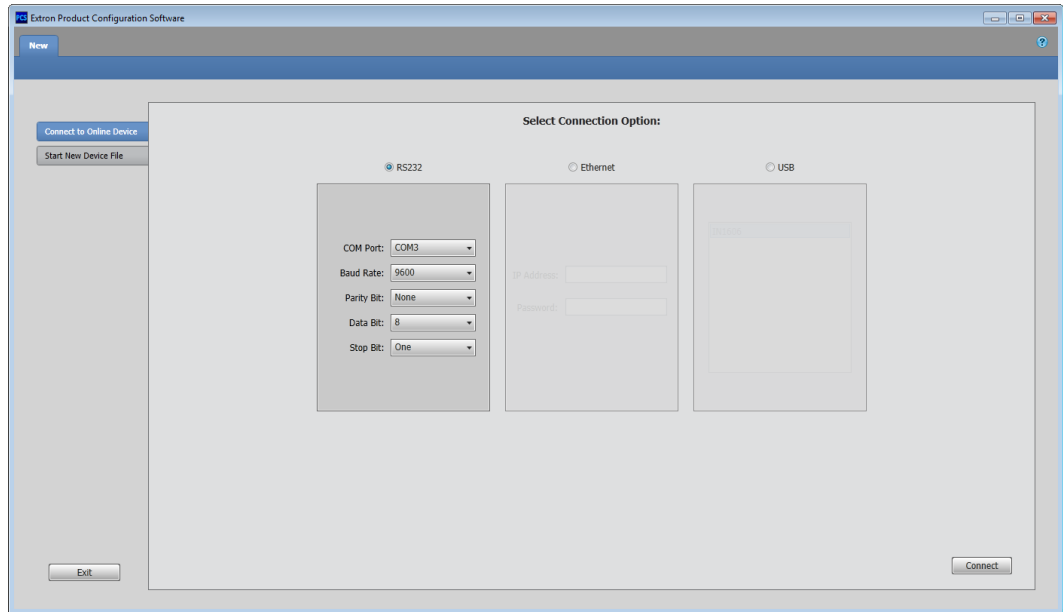 PCS Extron Product Configuration Software
New
?
Connect to Online Device
Start New Device File
Select Connection Option:
RS232
Ethernet
USB
COM Port: COM3
Baud Rate: 9600
Parity Bit: None
Data Bit: 8
Stop Bit: One
IP Address:
Password:
Exit
Connect